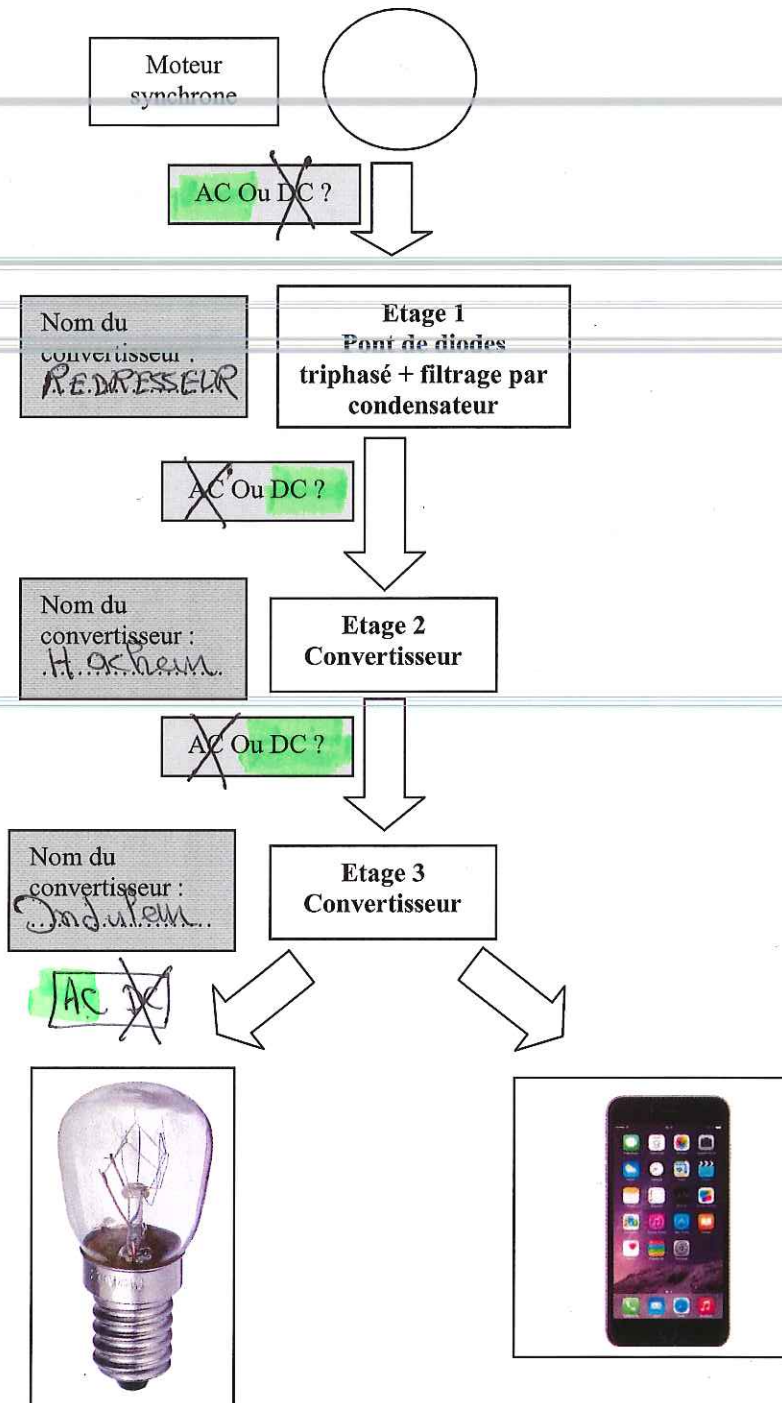 Moteur
synchrone
AC Ou DC ?
Nom du
convertisseur :
REDRESSEUR
Etage 1
Pont de diodes
triphasé + filtrage par
condensateur
AC Ou DC ?
Nom du
convertisseur :
Hacheur
Etage 2
Convertisseur
AC Ou DC ?
Nom du
convertisseur :
Etage 3
Convertisseur
AC DC